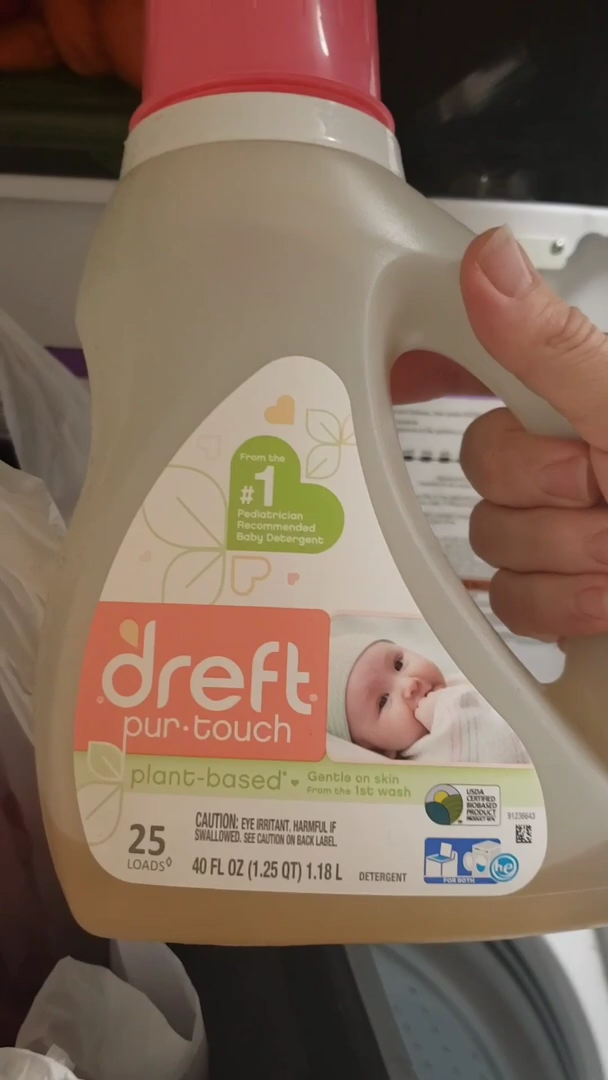 From the
#1
Pediatrician
Recommended
Baby Detergent
dreft
pur·touch
plant-based* Gentle on skin
from the 1st wash
USDA
CERTIFIED
BIOBASED
PRODUCT
25
LOADS◊
CAUTION: EYE IRRITANT. HARMFUL IF
SWALLOWED. SEE CAUTION ON BACK LABEL.
40 FL OZ (1.25 QT) 1.18 L
DETERGENT
91238643
he
FOR BOTH